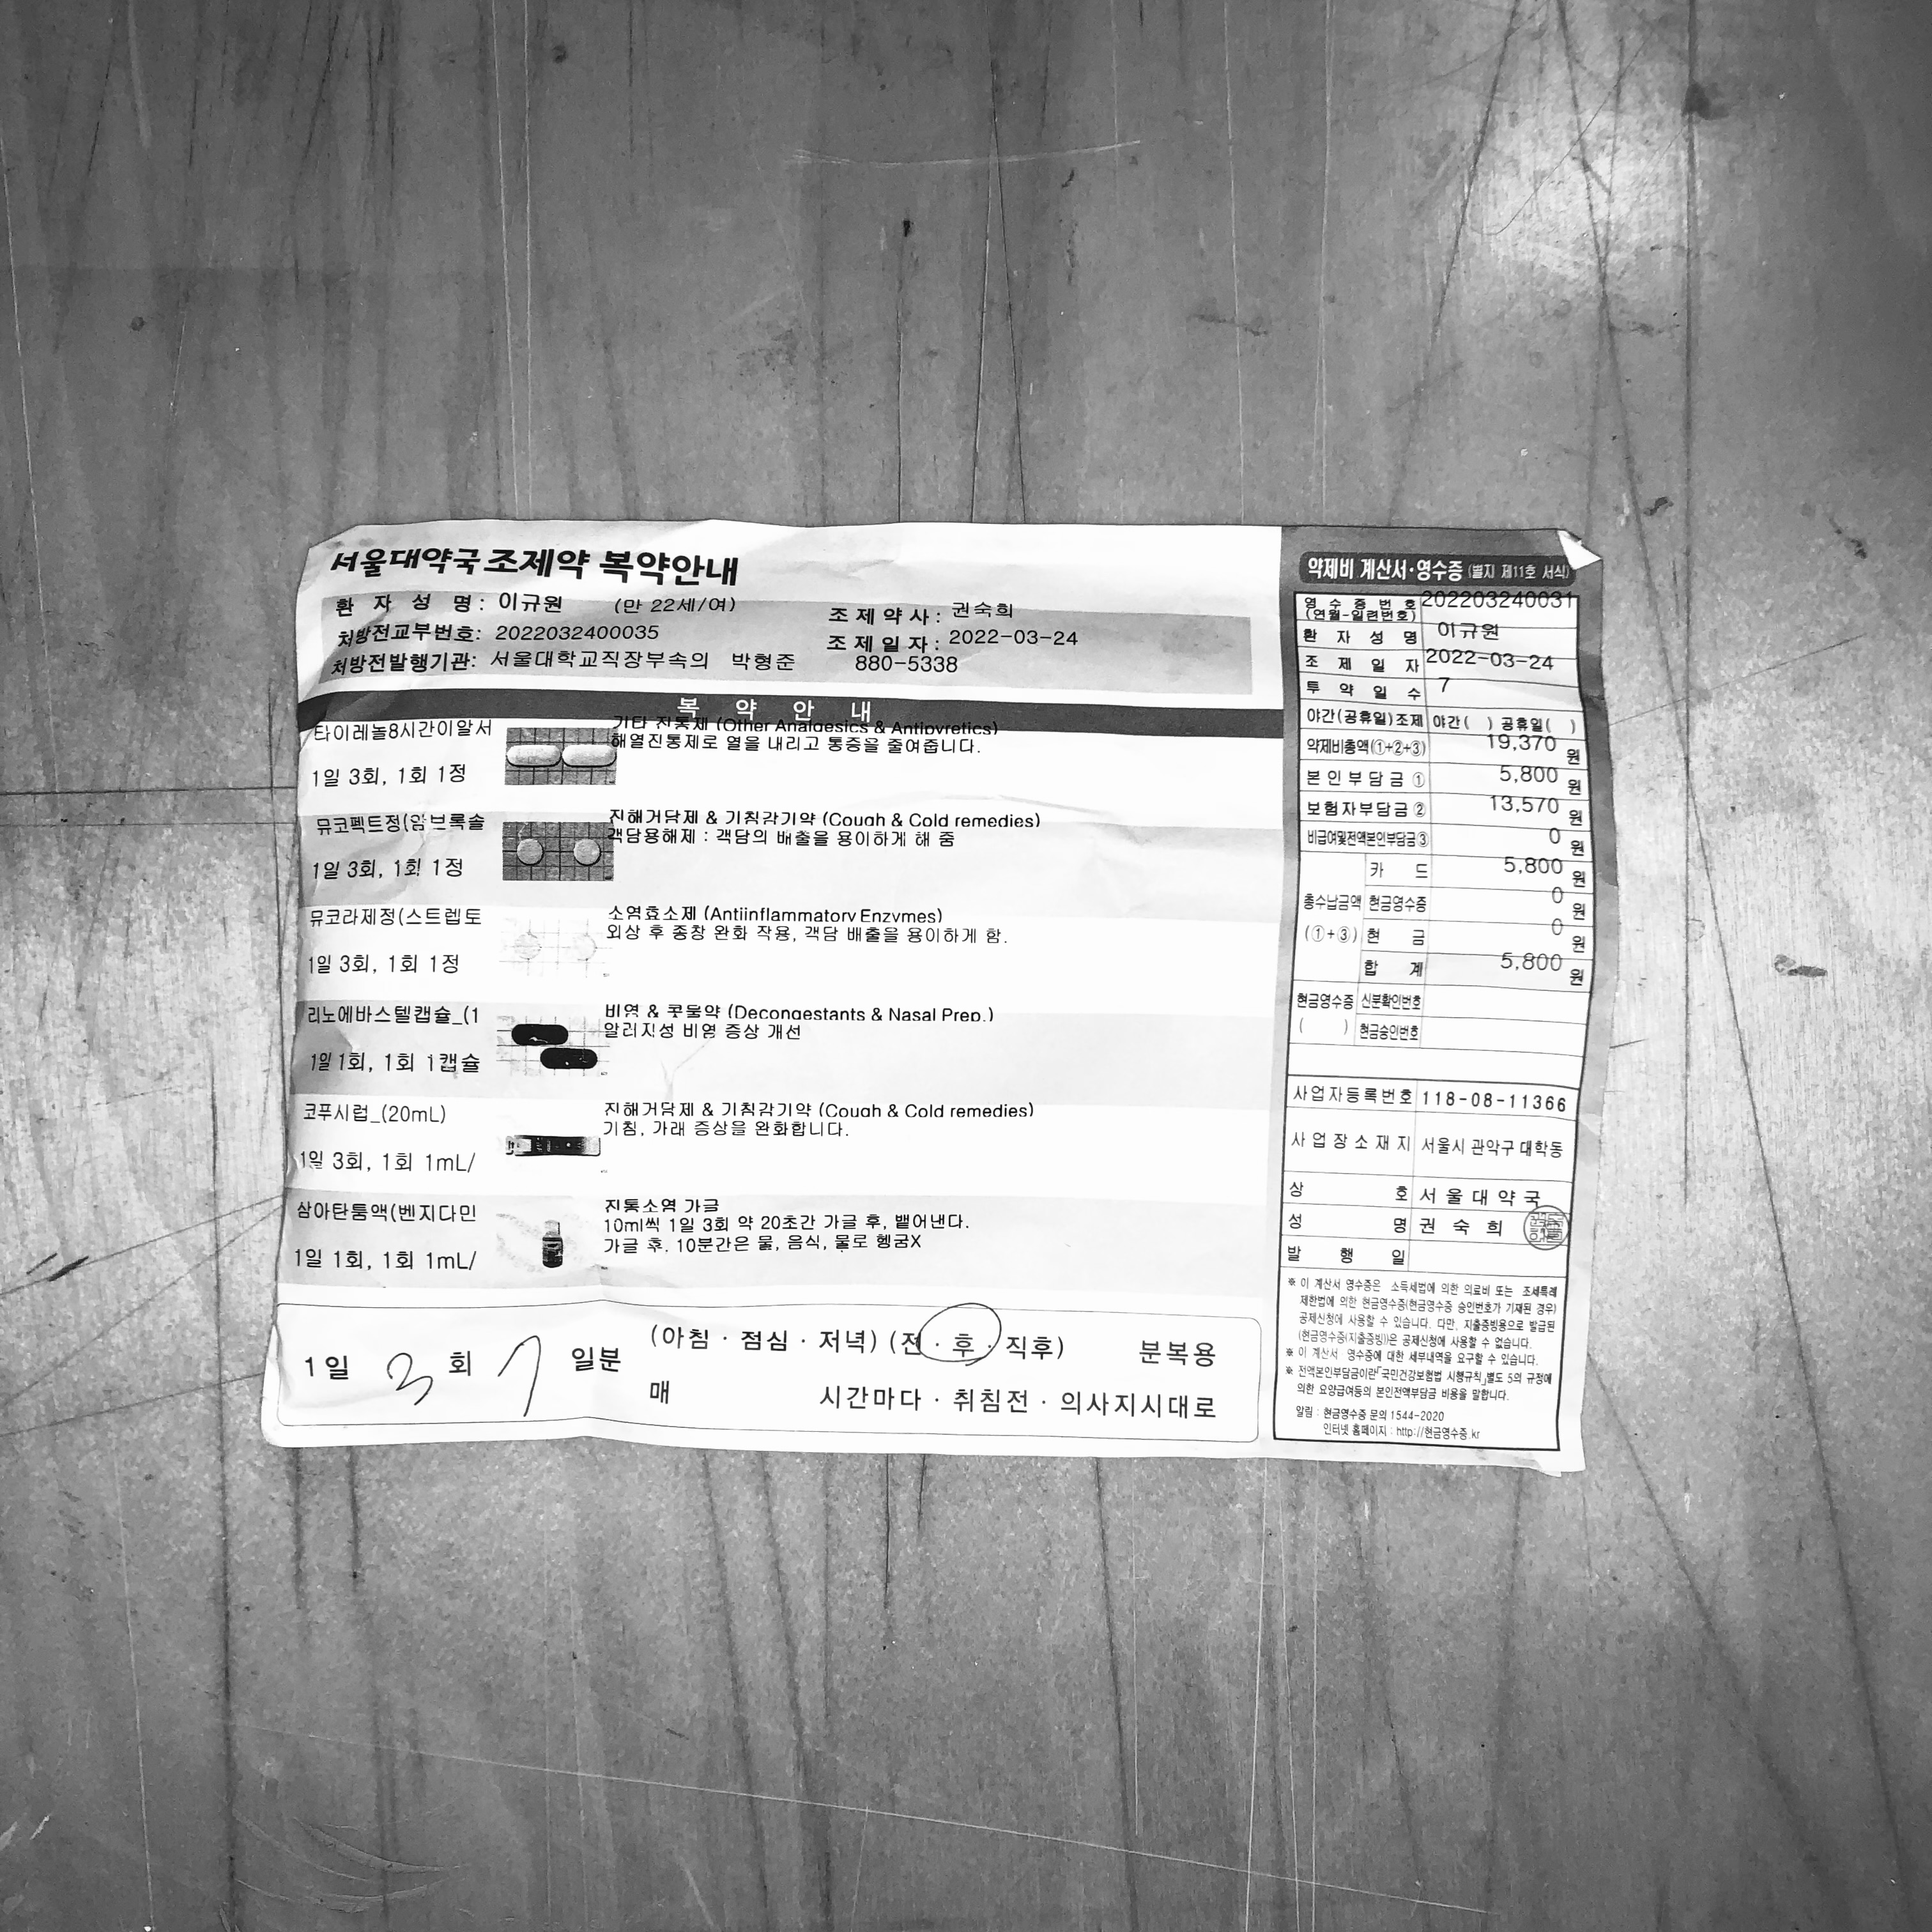 서울대약국조제약 복약안내
환 자 성 명: 이규원 (만 22세/여) 조제약사: 권숙희
처방전교부번호: 2022032400035 조제일자: 2022-03-24
처방전발행기관: 서울대학교직장부속의 박형준 880-5338
복 약 안 내
타이레놀8시간이알서
기타 진통제 (Other Analgesics & Antipyretics)
해열진통제로 열을 내리고 통증을 줄여줍니다.
1일 3회, 1회 1정
뮤코펙트정(암브록솔
진해거담제 & 기침감기약 (Cough & Cold remedies)
객담용해제 : 객담의 배출을 용이하게 해 줌
1일 3회, 1회 1정
뮤코라제정(스트렙토
소염효소제 (Antiinflammatory Enzymes)
외상 후 종창 완화 작용, 객담 배출을 용이하게 함.
1일 3회, 1회 1정
리노에바스텔캡슐_(1
비염 & 콧물약 (Decongestants & Nasal Prep.)
알러지성 비염 증상 개선
1일 1회, 1회 1캡슐
코푸시럽_(20mL)
진해거담제 & 기침감기약 (Cough & Cold remedies)
기침, 가래 증상을 완화합니다.
1일 3회, 1회 1mL/
삼아탄툼액(벤지다민
진통소염 가글
10ml씩 1일 3회 약 20초간 가글 후, 뱉어낸다.
가글 후, 10분간은 물, 음식, 물로 헹굼X
1일 1회, 1회 1mL/
1일 3 회 7 일분 (아침 · 점심 · 저녁) (전 · 후 · 직후) 분복용
매 시간마다 · 취침전 · 의사지시대로
약제비 계산서·영수증 (별지 제11호 서식)
영 수 증 번 호 202203240031
(연월-일련번호)
환 자 성 명 이규원
조 제 일 자 2022-03-24
투 약 일 수 7
야간(공휴일)조제 야간( ) 공휴일( )
약제비총액(①+②+③) 19,370 원
본인부담금① 5,800 원
보험자부담금② 13,570 원
비급여및전액본인부담금③ 0 원
카 드 5,800 원
총수납금액 현금영수증 0 원
(①+③) 현 금 0 원
합 계 5,800 원
현금영수증 신분확인번호
( ) 현금승인번호
사업자등록번호 118-08-11366
사업장소재지 서울시 관악구 대학동
상 호 서울대약국
성 명 권 숙 희
발 행 일
※ 이 계산서 영수증은 소득세법에 의한 의료비 또는 조세특례
제한법에 의한 현금영수증(현금영수증 승인번호가 기재된 경우)
공제신청에 사용할 수 있습니다. 다만, 지출증빙용으로 발급된
(현금영수증(지출증빙))은 공제신청에 사용할 수 없습니다.
※ 이 계산서 영수증에 대한 세부내역을 요구할 수 있습니다.
※ 전액본인부담금이란「국민건강보험법 시행규칙」별도 5의 규정에
의한 요양급여등의 본인전액부담금 비용을 말합니다.
알림 : 현금영수증 문의 1544-2020
인터넷 홈페이지 : http://현금영수증.kr